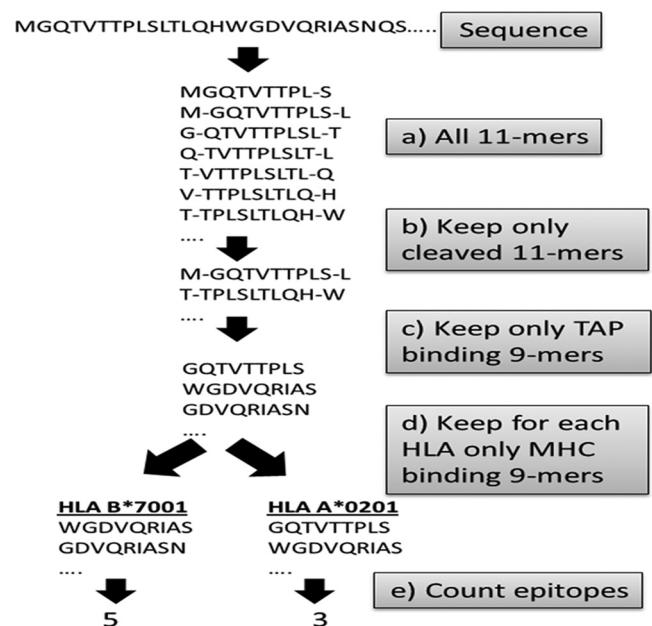 MGQTVTTPLSLTLQHWGDVQRIASNQS.....
Sequence
MGQTVTTPL-S
M-GQTVTTPLS-L
G-QTVTTPLSL-T
Q-TVTTPLSLT-L
T-VTTPLSLTL-Q
V-TTPLSLTLQ-H
T-TPLSLTLQH-W
....
a) All 11-mers
b) Keep only
cleaved 11-mers
M-GQTVTTPLS-L
T-TPLSLTLQH-W
....
c) Keep only TAP
binding 9-mers
GQTVTTPLS
WGDVQRIAS
GDVQRIASN
....
d) Keep for each
HLA only MHC
binding 9-mers
HLA B*7001
WGDVQRIAS
GDVQRIASN
....
HLA A*0201
GQTVTTPLS
WGDVQRIAS
....
e) Count epitopes
5
3